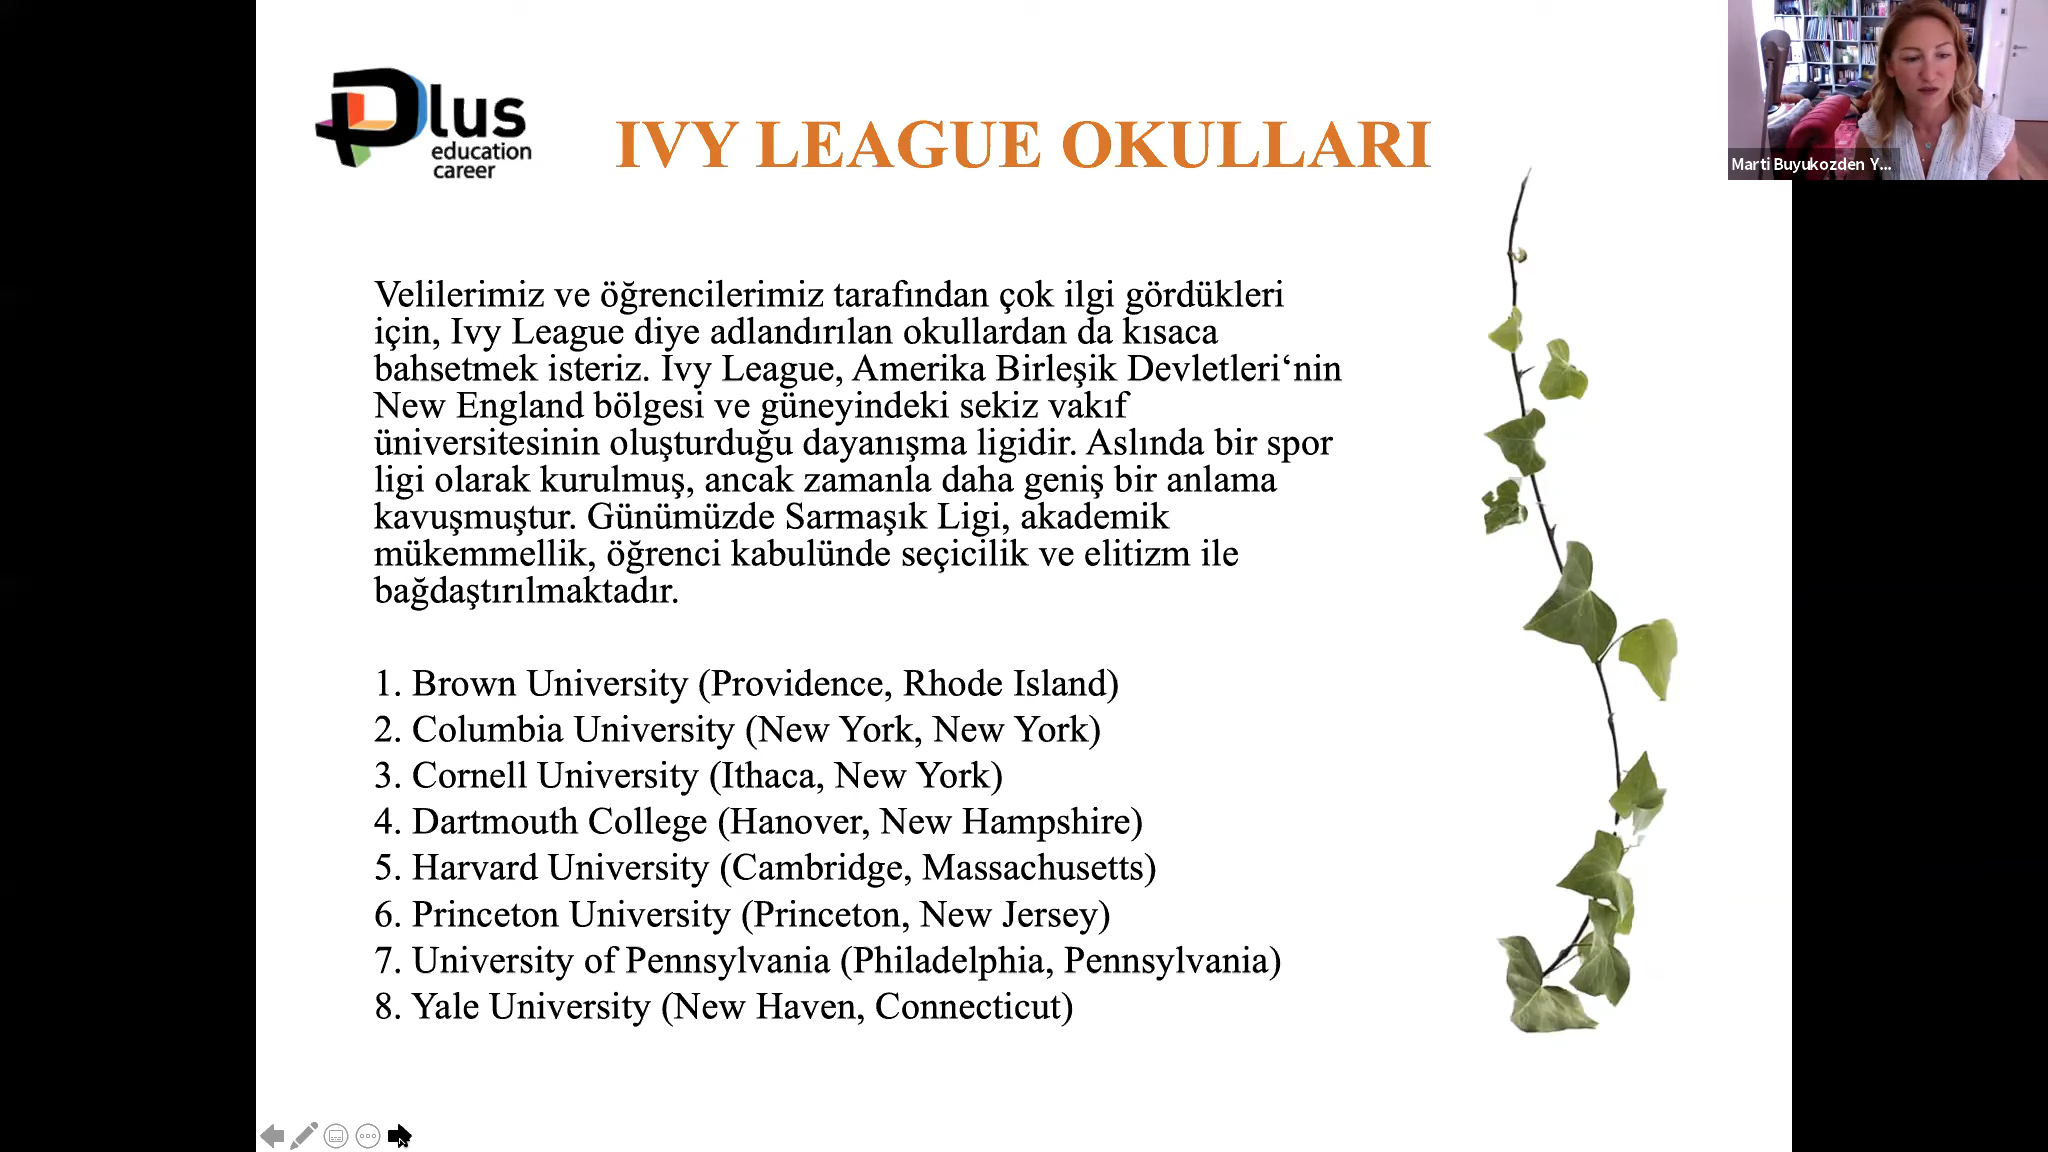 Plus
education
career
IVY LEAGUE OKULLARI
Marti Buyukozden Y...
Velilerimiz ve öğrencilerimiz tarafından çok ilgi gördükleri
için, Ivy League diye adlandırılan okullardan da kısaca
bahsetmek isteriz. Ivy League, Amerika Birleşik Devletleri‘nin
New England bölgesi ve güneyindeki sekiz vakıf
üniversitesinin oluşturduğu dayanışma ligidir. Aslında bir spor
ligi olarak kurulmuş, ancak zamanla daha geniş bir anlama
kavuşmuştur. Günümüzde Sarmaşık Ligi, akademik
mükemmellik, öğrenci kabulünde seçicilik ve elitizm ile
bağdaştırılmaktadır.
1. Brown University (Providence, Rhode Island)
2. Columbia University (New York, New York)
3. Cornell University (Ithaca, New York)
4. Dartmouth College (Hanover, New Hampshire)
5. Harvard University (Cambridge, Massachusetts)
6. Princeton University (Princeton, New Jersey)
7. University of Pennsylvania (Philadelphia, Pennsylvania)
8. Yale University (New Haven, Connecticut)